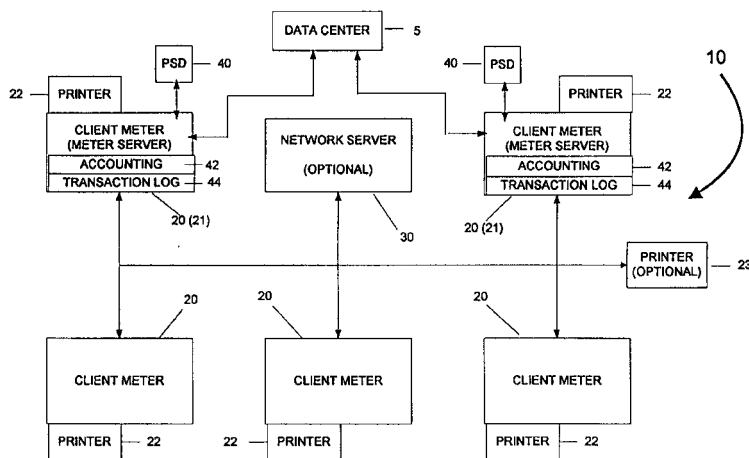 DATA CENTER 5
PSD 40
40 PSD
10
22 PRINTER
PRINTER 22
CLIENT METER
(METER SERVER)
ACCOUNTING 42
TRANSACTION LOG 44
20 (21)
NETWORK SERVER
(OPTIONAL)
30
CLIENT METER
(METER SERVER)
ACCOUNTING 42
TRANSACTION LOG 44
20 (21)
PRINTER
(OPTIONAL)
23
20
20
20
CLIENT METER
CLIENT METER
CLIENT METER
PRINTER 22
22 PRINTER
PRINTER 22